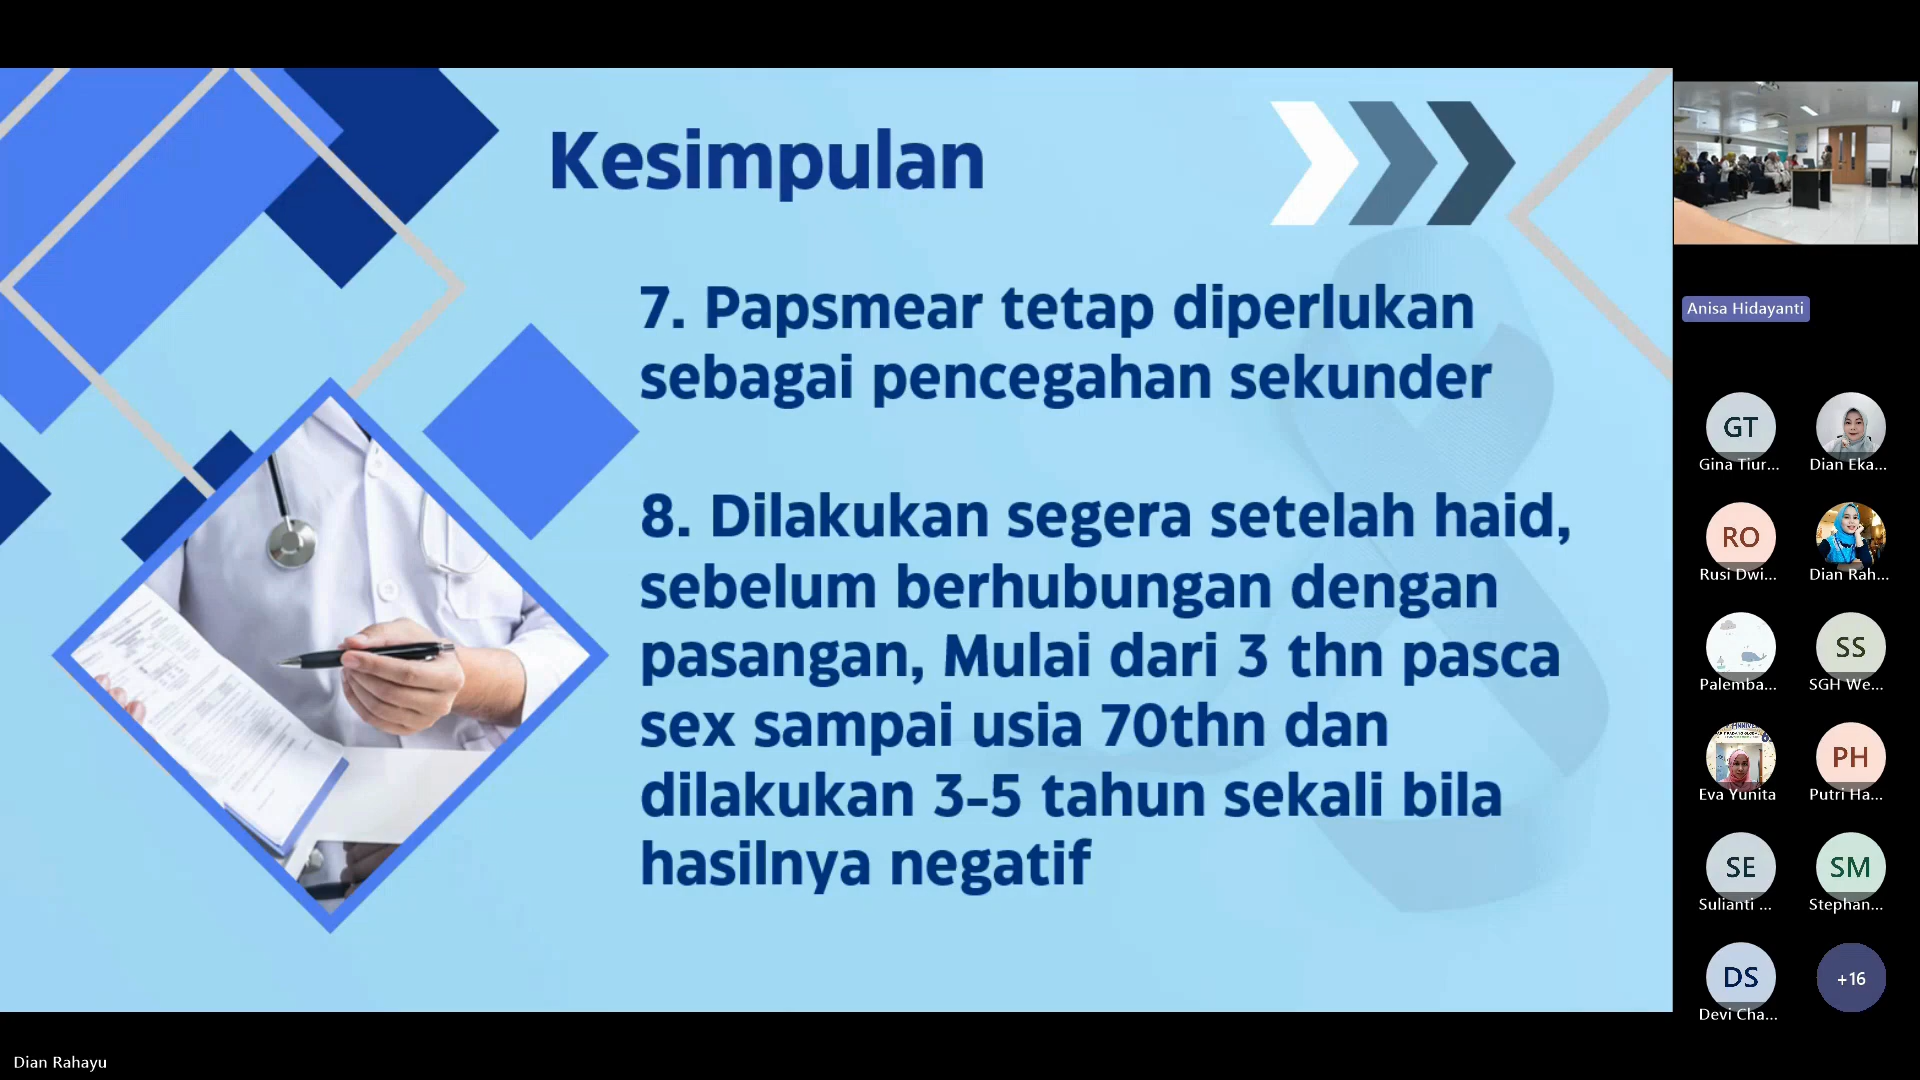 Kesimpulan
7. Papsmear tetap diperlukan
sebagai pencegahan sekunder
8. Dilakukan segera setelah haid,
sebelum berhubungan dengan
pasangan, Mulai dari 3 thn pasca
sex sampai usia 70thn dan
dilakukan 3-5 tahun sekali bila
hasilnya negatif
Anisa Hidayanti
GT
Gina Tiur...
Dian Eka...
RO
Rusi Dwi...
Dian Rah...
Palemba...
SS
SGH We...
Eva Yunita
PH
Putri Ha...
SE
Sulianti ...
SM
Stephan...
DS
Devi Cha...
+16
Dian Rahayu